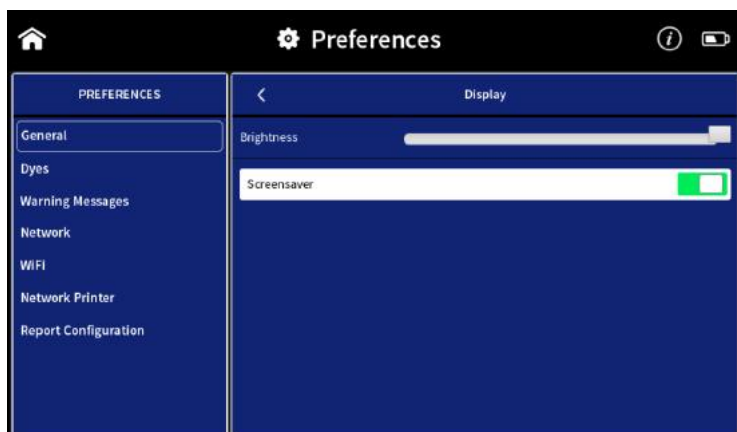 Preferences
i
PREFERENCES
General
Dyes
Warning Messages
Network
WiFi
Network Printer
Report Configuration
Display
Brightness
Screensaver